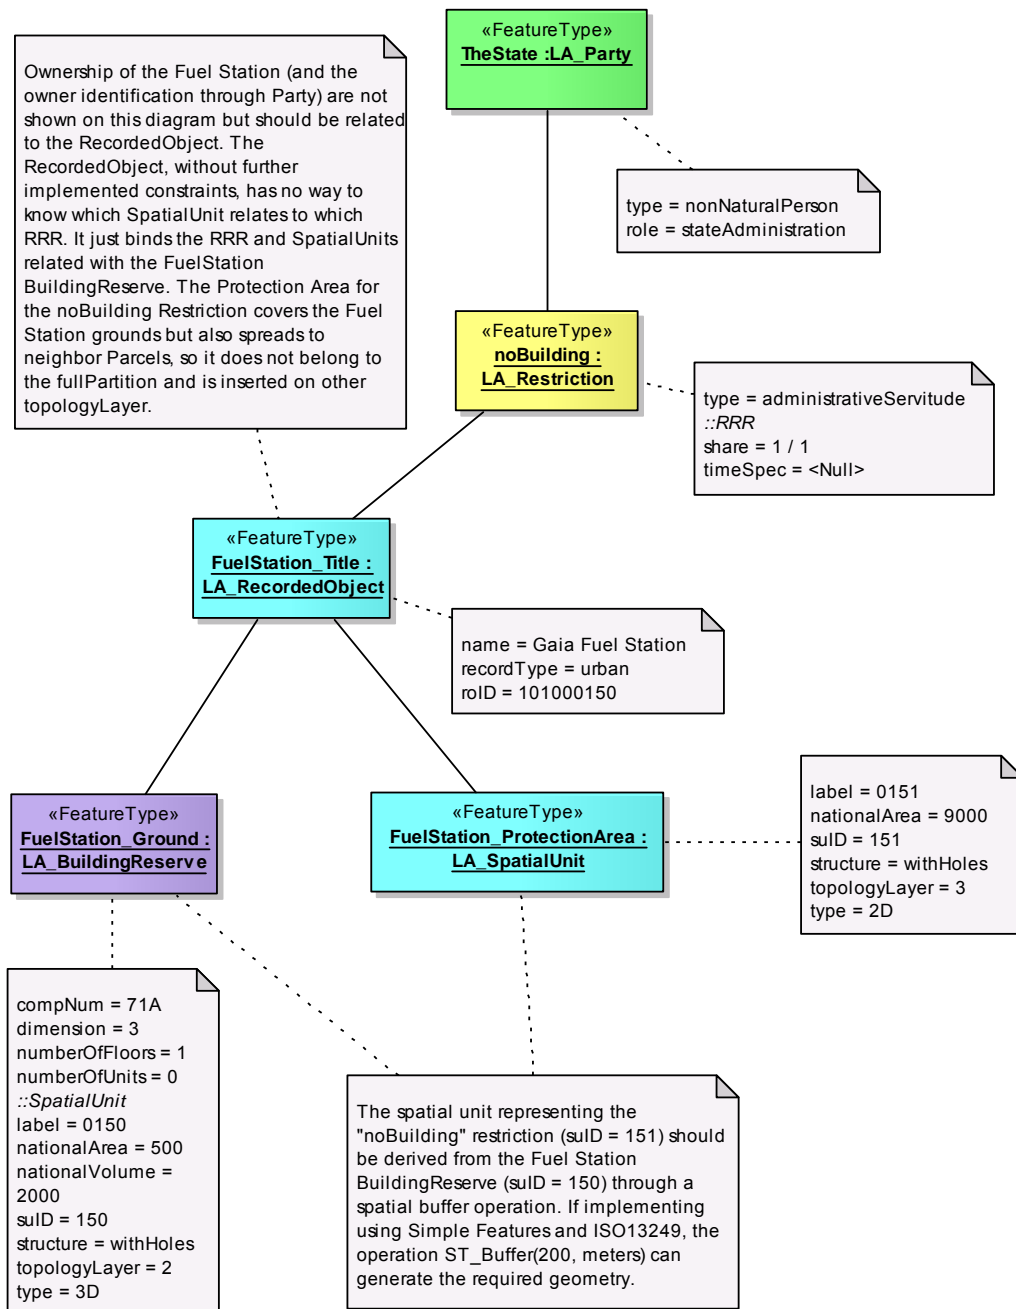 «FeatureType»
TheState :LA_Party
Ownership of the Fuel Station (and the
owner identification through Party) are not
shown on this diagram but should be related
to the RecordedObject. The
RecordedObject, without further
implemented constraints, has no way to
know which SpatialUnit relates to which
RRR. It just binds the RRR and SpatialUnits
related with the FuelStation
BuildingReserve. The Protection Area for
the noBuilding Restriction covers the Fuel
Station grounds but also spreads to
neighbor Parcels, so it does not belong to
the fullPartition and is inserted on other
topologyLayer.
type = nonNaturalPerson
role = stateAdministration
«FeatureType»
noBuilding :
LA_Restriction
type = administrativeServitude
::RRR
share = 1 / 1
timeSpec = <Null>
«FeatureType»
FuelStation_Title :
LA_RecordedObject
name = Gaia Fuel Station
recordType = urban
roID = 101000150
«FeatureType»
FuelStation_Ground :
LA_BuildingReserve
«FeatureType»
FuelStation_ProtectionArea :
LA_SpatialUnit
label = 0151
nationalArea = 9000
suID = 151
structure = withHoles
topologyLayer = 3
type = 2D
compNum = 71A
dimension = 3
numberOfFloors = 1
numberOfUnits = 0
::SpatialUnit
label = 0150
nationalArea = 500
nationalVolume =
2000
suID = 150
structure = withHoles
topologyLayer = 2
type = 3D
The spatial unit representing the
"noBuilding" restriction (suID = 151) should
be derived from the Fuel Station
BuildingReserve (suID = 150) through a
spatial buffer operation. If implementing
using Simple Features and ISO13249, the
operation ST_Buffer(200, meters) can
generate the required geometry.